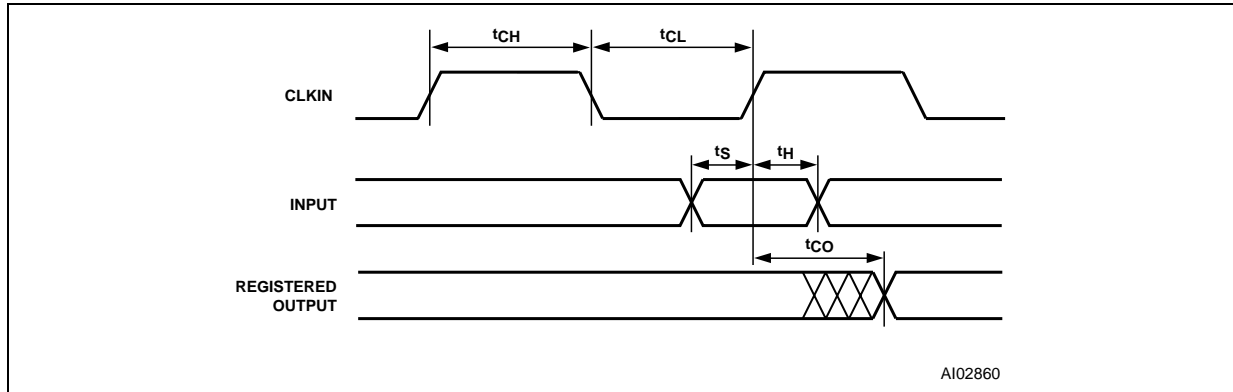 tCH
tCL
CLKIN
tS
tH
INPUT
tCO
REGISTERED
OUTPUT
AI02860